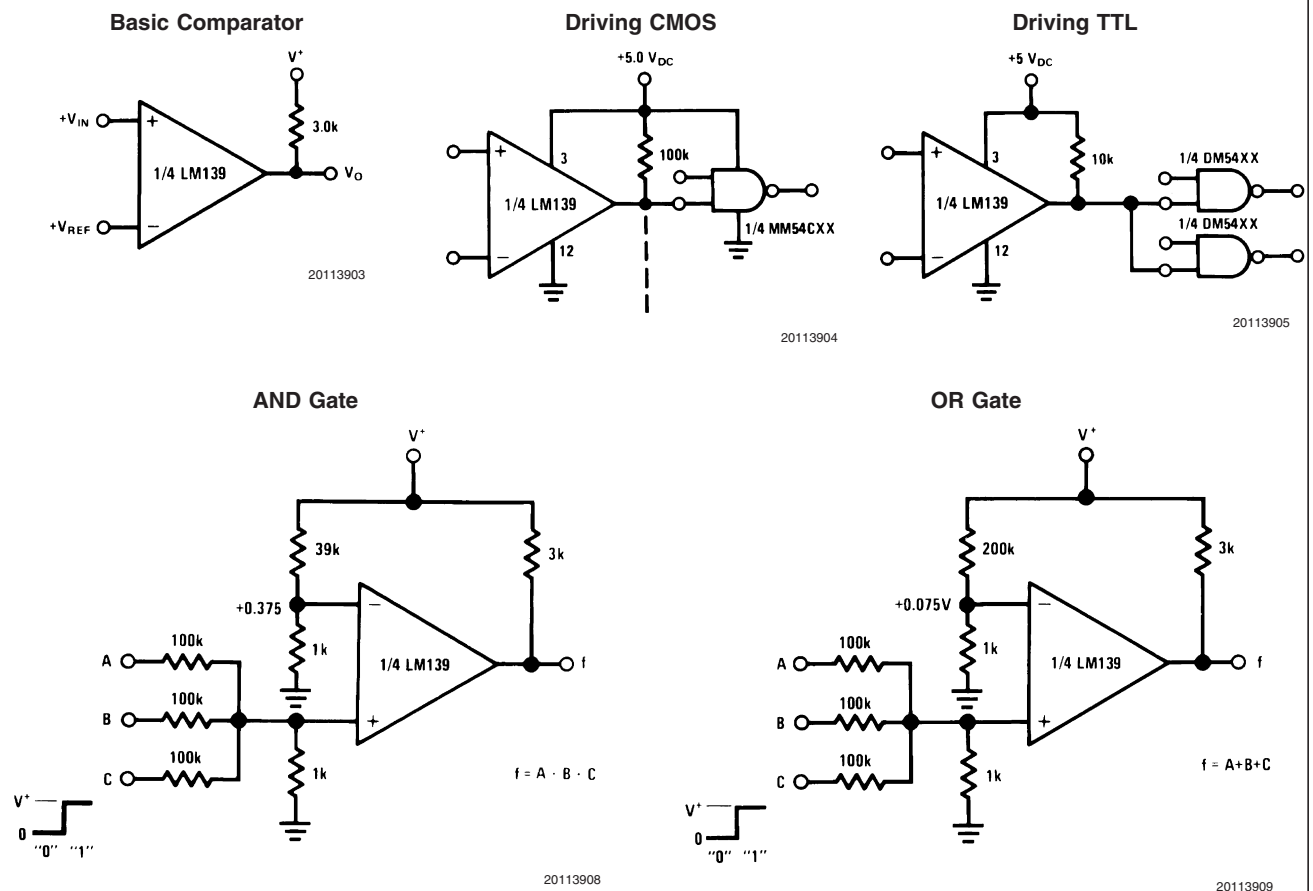 Basic Comparator
V+
+VIN
+
3.0k
1/4 LM139
VO
+VREF
−
20113903
Driving CMOS
+5.0 VDC
+
3
100k
1/4 LM139
1/4 MM54CXX
−
12
20113904
Driving TTL
+5 VDC
+
3
10k
1/4 DM54XX
1/4 LM139
1/4 DM54XX
−
12
20113905
AND Gate
V+
39k
3k
+0.375
−
100k
A
1k
1/4 LM139
f
100k
B
+
100k
C
1k
f = A · B · C
V+
0
"0" "1"
20113908
OR Gate
V+
200k
3k
+0.075V
−
100k
A
1k
1/4 LM139
f
100k
B
+
100k
C
1k
f = A+B+C
V+
0
"0" "1"
20113909